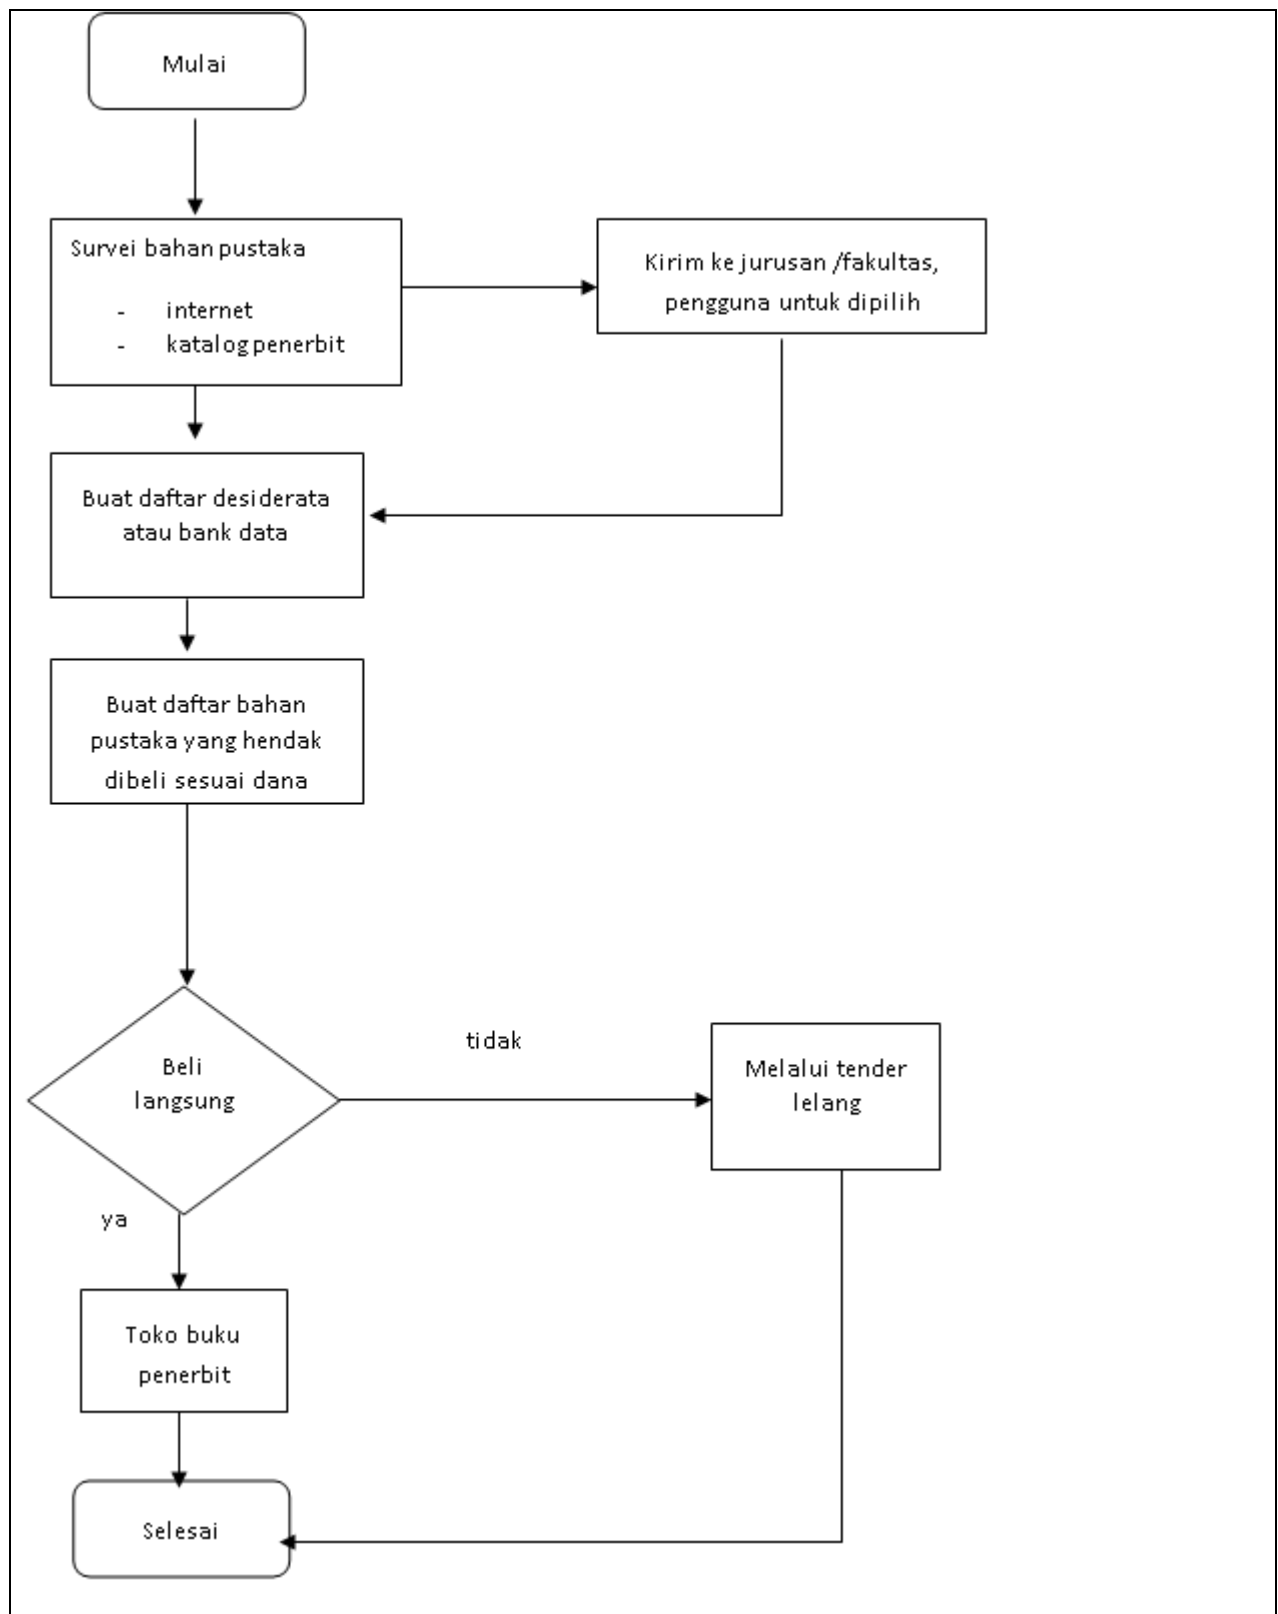 Mulai
Survei bahan pustaka
- internet
- katalog penerbit
Kirim ke jurusan /fakultas,
pengguna untuk dipilih
Buat daftar desiderata
atau bank data
Buat daftar bahan
pustaka yang hendak
dibeli sesuai dana
Beli
langsung
tidak
Melalui tender
lelang
ya
Toko buku
penerbit
Selesai